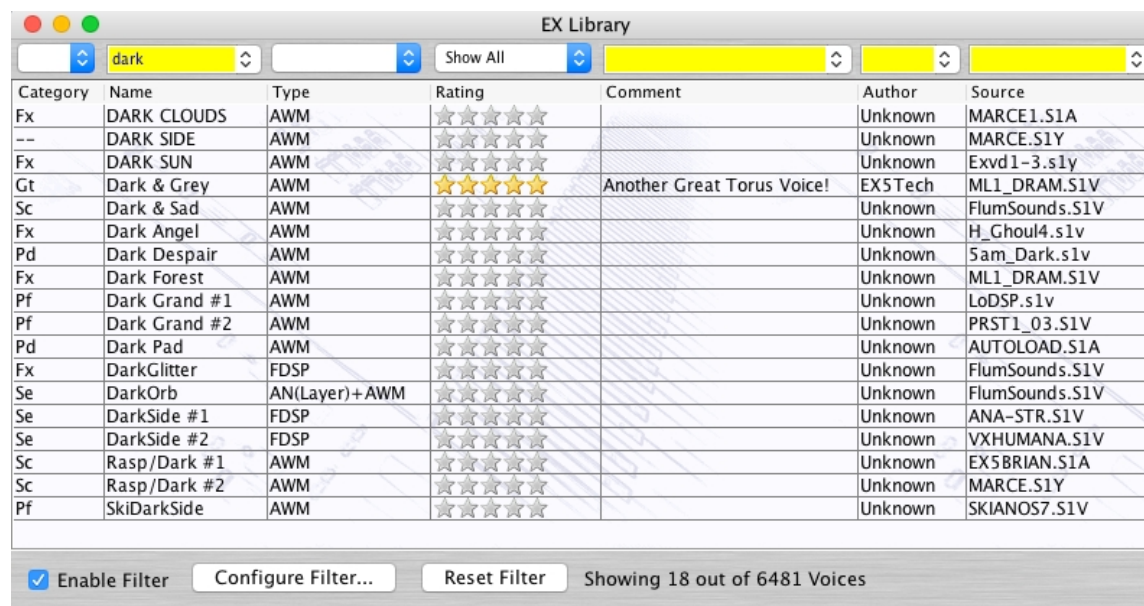 EX Library
dark Show All
Category Name Type Rating Comment Author Source
Fx DARK CLOUDS AWM Unknown MARCE1.S1A
-- DARK SIDE AWM Unknown MARCE.S1Y
Fx DARK SUN AWM Unknown Exvd1-3.s1y
Gt Dark & Grey AWM Another Great Torus Voice! EX5Tech ML1_DRAM.S1V
Sc Dark & Sad AWM Unknown FlumSounds.S1V
Fx Dark Angel AWM Unknown H_Ghoul4.s1v
Pd Dark Despair AWM Unknown 5am_Dark.s1v
Fx Dark Forest AWM Unknown ML1_DRAM.S1V
Pf Dark Grand #1 AWM Unknown LoDSP.s1v
Pf Dark Grand #2 AWM Unknown PRST1_03.S1V
Pd Dark Pad AWM Unknown AUTOLOAD.S1A
Fx DarkGlitter FDSP Unknown FlumSounds.S1V
Se DarkOrb AN(Layer)+AWM Unknown FlumSounds.S1V
Se DarkSide #1 FDSP Unknown ANA-STR.S1V
Se DarkSide #2 FDSP Unknown VXHUMANA.S1V
Sc Rasp/Dark #1 AWM Unknown EX5BRIAN.S1A
Sc Rasp/Dark #2 AWM Unknown MARCE.S1Y
Pf SkiDarkSide AWM Unknown SKIANOS7.S1V
Enable Filter Configure Filter... Reset Filter Showing 18 out of 6481 Voices